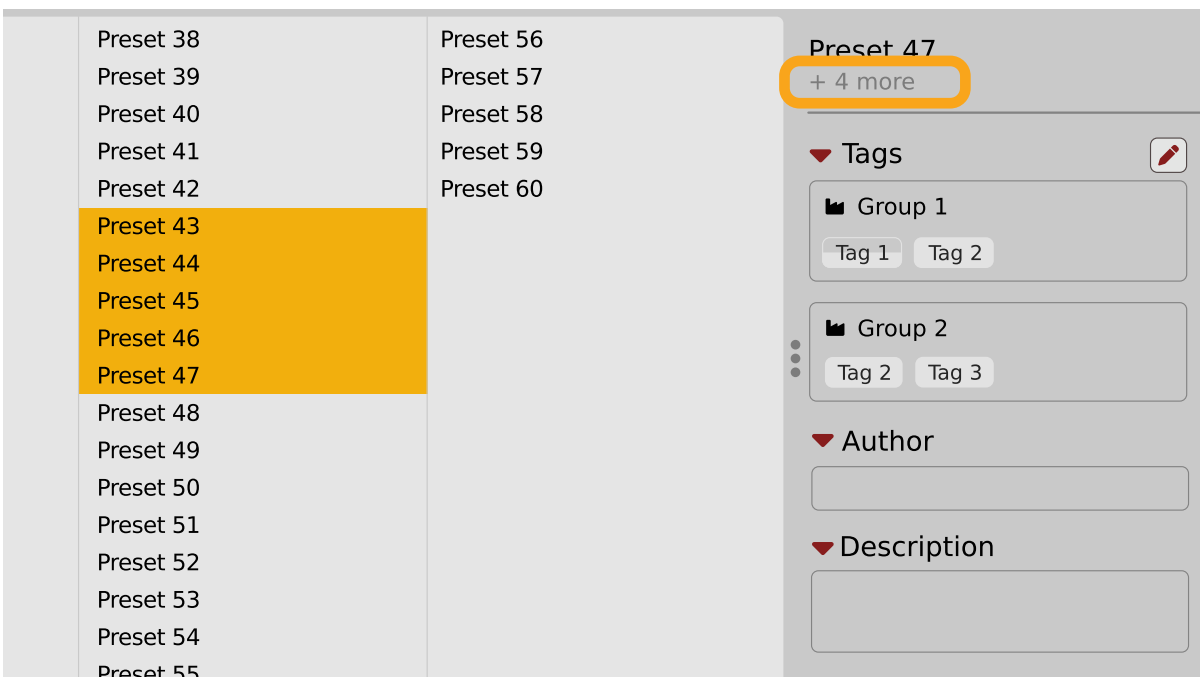 Preset 38
Preset 39
Preset 40
Preset 41
Preset 42
Preset 43
Preset 44
Preset 45
Preset 46
Preset 47
Preset 48
Preset 49
Preset 50
Preset 51
Preset 52
Preset 53
Preset 54
Preset 55
Preset 56
Preset 57
Preset 58
Preset 59
Preset 60
Preset 47
+ 4 more
Tags
Group 1
Tag 1 Tag 2
Group 2
Tag 2 Tag 3
Author
Description